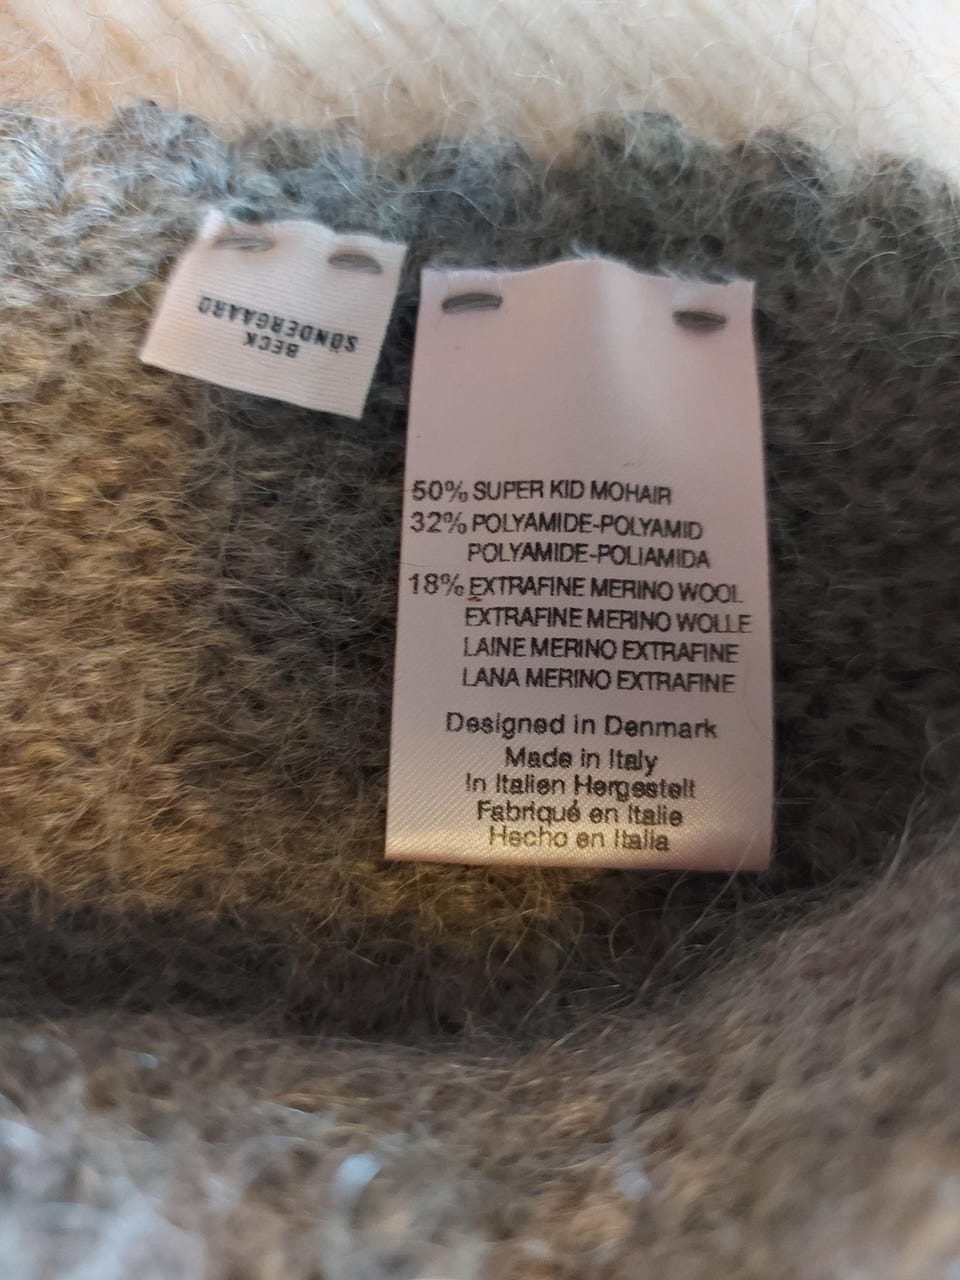 BECK
SÖNDERGAARD
50% SUPER KID MOHAIR
32% POLYAMIDE-POLYAMID
POLYAMIDE-POLIAMIDA
18% EXTRAFINE MERINO WOOL
EXTRAFINE MERINO WOLLE
LAINE MERINO EXTRAFINE
LANA MERINO EXTRAFINE
Designed in Denmark
Made in Italy
In Italien Hergestelt
Fabriqué en Italie
Hecho en Italia